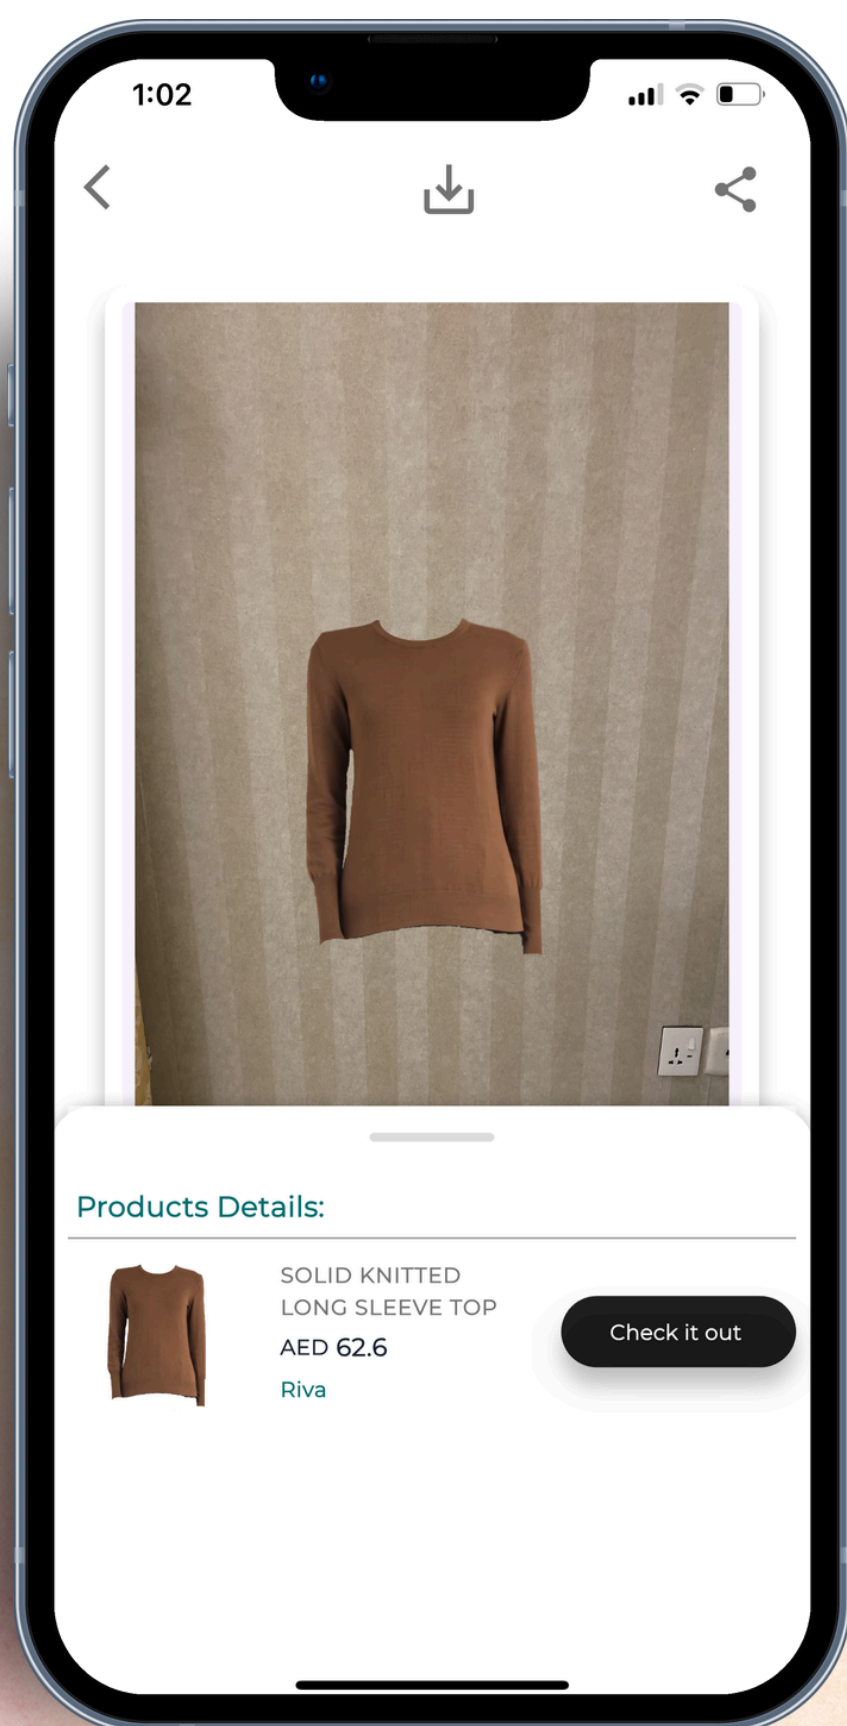 1:02
Products Details:
SOLID KNITTED
LONG SLEEVE TOP
AED 62.6
Riva
Check it out